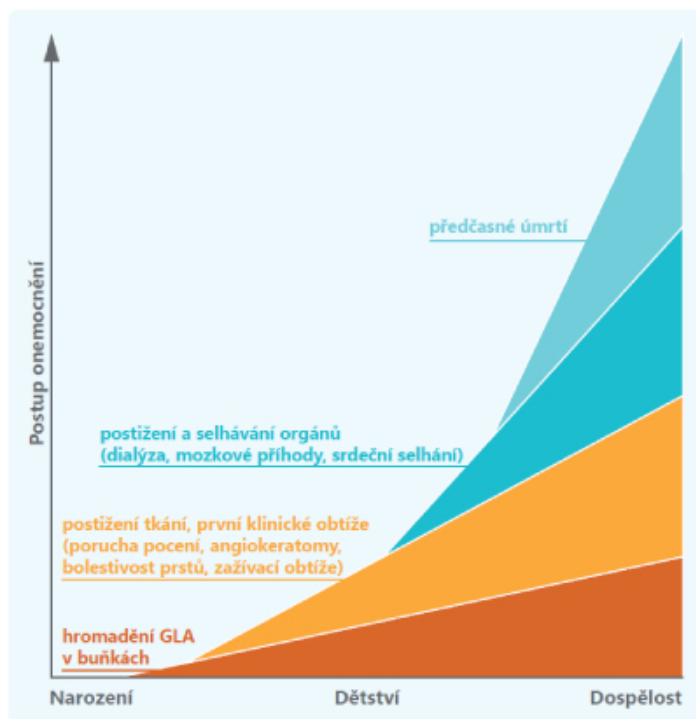 předčasné úmrtí
Postup onemocnění
postižení a selhávání orgánů
(dialýza, mozkové příhody, srdeční selhání)
postižení tkání, první klinické obtíže
(porucha pocení, angiokeratomy,
bolestivost prstů, zažívací obtíže)
hromadění GLA
v buňkách
Narození Dětství Dospělost